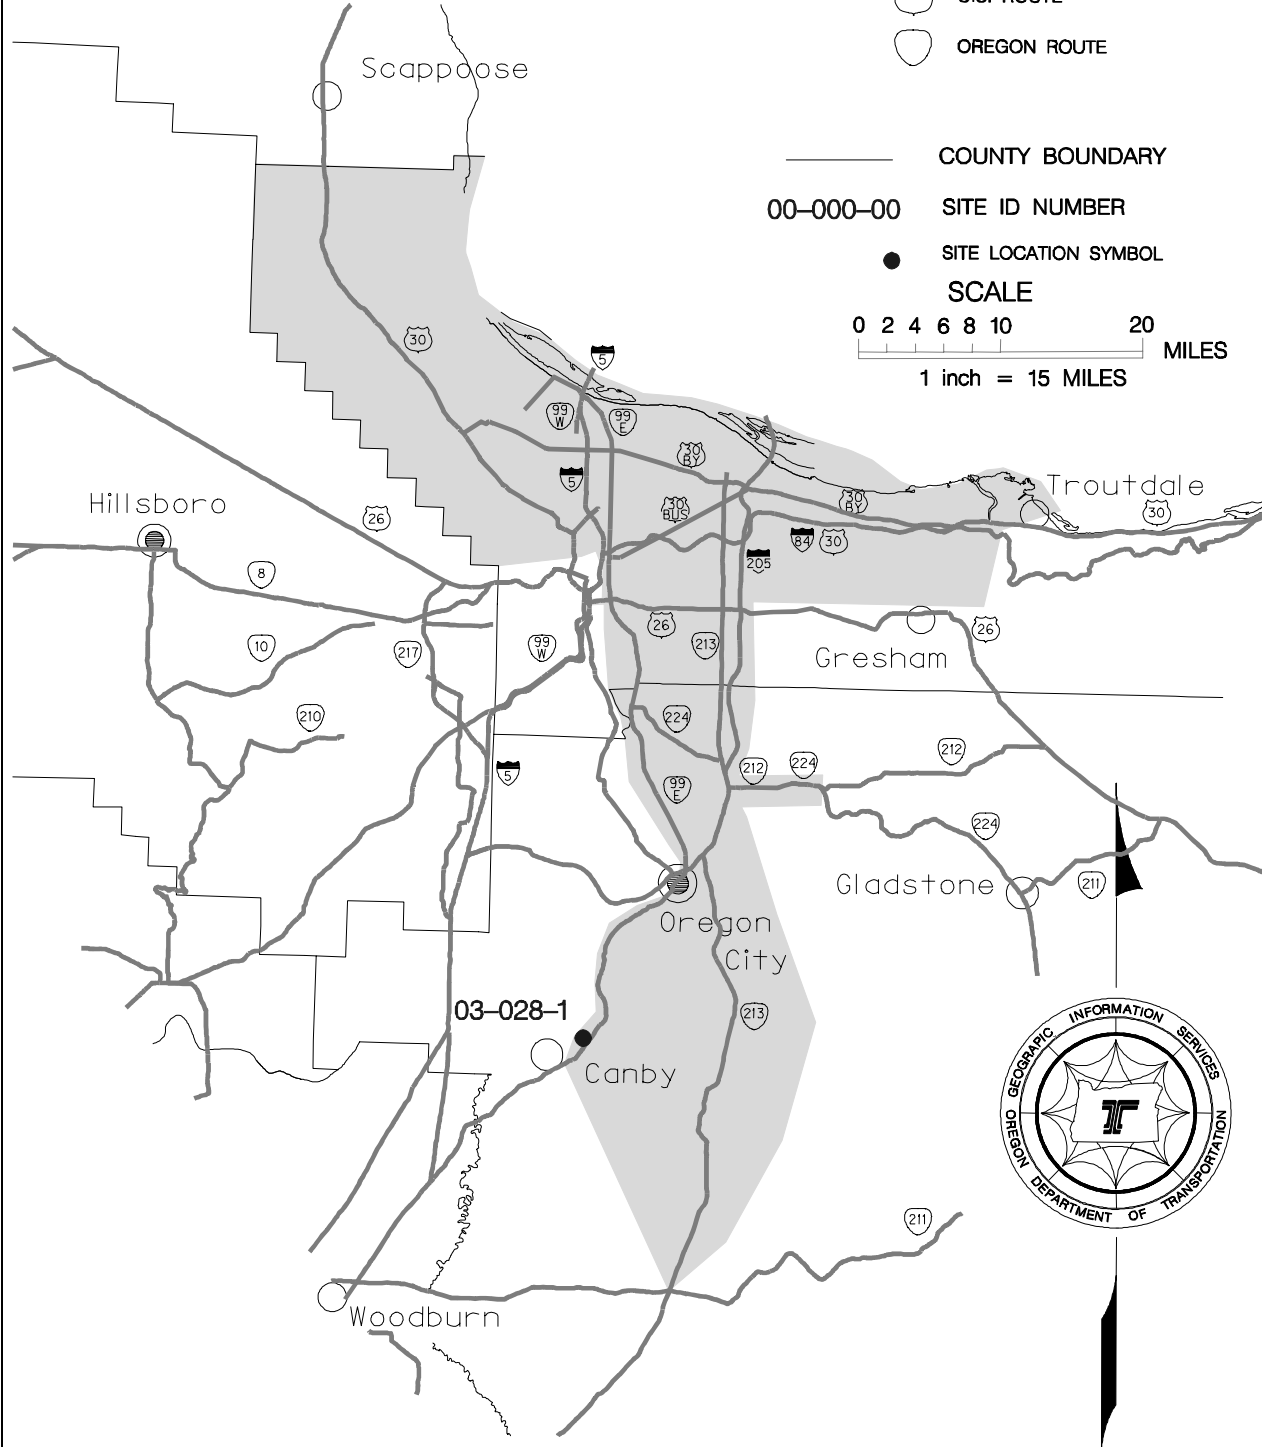 OREGON ROUTE
Scappoose
COUNTY BOUNDARY
00–000–00 SITE ID NUMBER
SITE LOCATION SYMBOL
SCALE
0 2 4 6 8 10 20
MILES
1 inch = 15 MILES
30
5
99
W
99
E
30
BY
5
Troutdale
Hillsboro
30
BUS
30
BY
30
26
84
30
205
8
26
213
26
10
217
99
W
Gresham
210
224
212
5
212
224
99
E
224
Gladstone
211
Oregon
City
03–028–1
213
Canby
GEOGRAPIC INFORMATION SERVICES
OREGON DEPARTMENT OF TRANSPORTATION
211
Woodburn